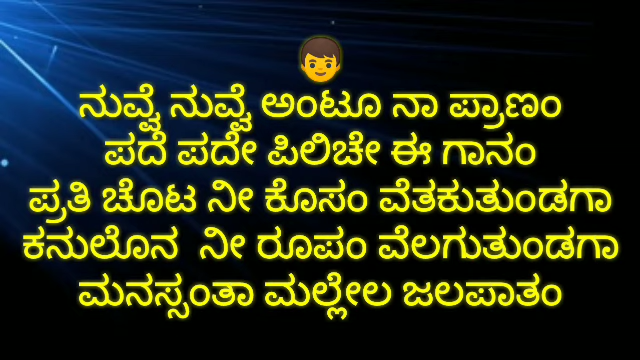 ನುವ್ವೆ ನುವ್ವೆ ಅಂಟೂ ನಾ ಪ್ರಾಣಂ
ಪದೆ ಪದೇ ಪಿಲಿಚೇ ಈ ಗಾನಂ
ಪ್ರತಿ ಚೊಟ ನೀ ಕೊಸಂ ವೆತಕುತುಂಡಗಾ
ಕನುಲೊನ ನೀ ರೂಪಂ ವೆಲಗುತುಂಡಗಾ
ಮನಸ್ಸಂತಾ ಮಲ್ಲೇಲ ಜಲಪಾತಂ